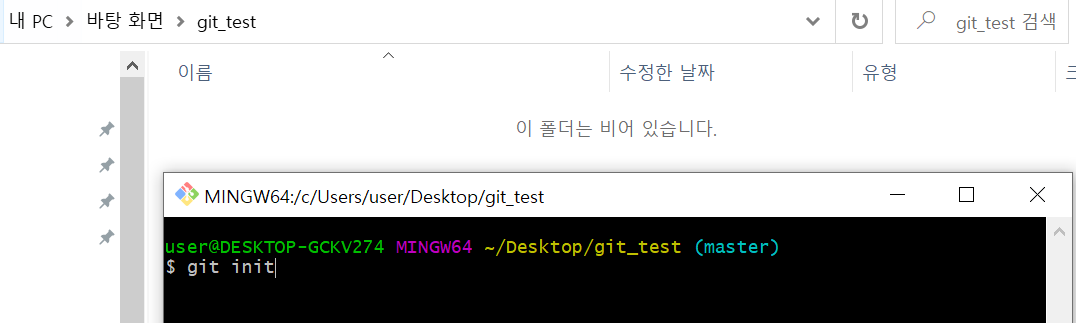 내 PC > 바탕 화면 > git_test
git_test 검색
이름 수정한 날짜 유형
이 폴더는 비어 있습니다.
MINGW64:/c/Users/user/Desktop/git_test
user@DESKTOP-GCKV274 MINGW64 ~/Desktop/git_test (master)
$ git init